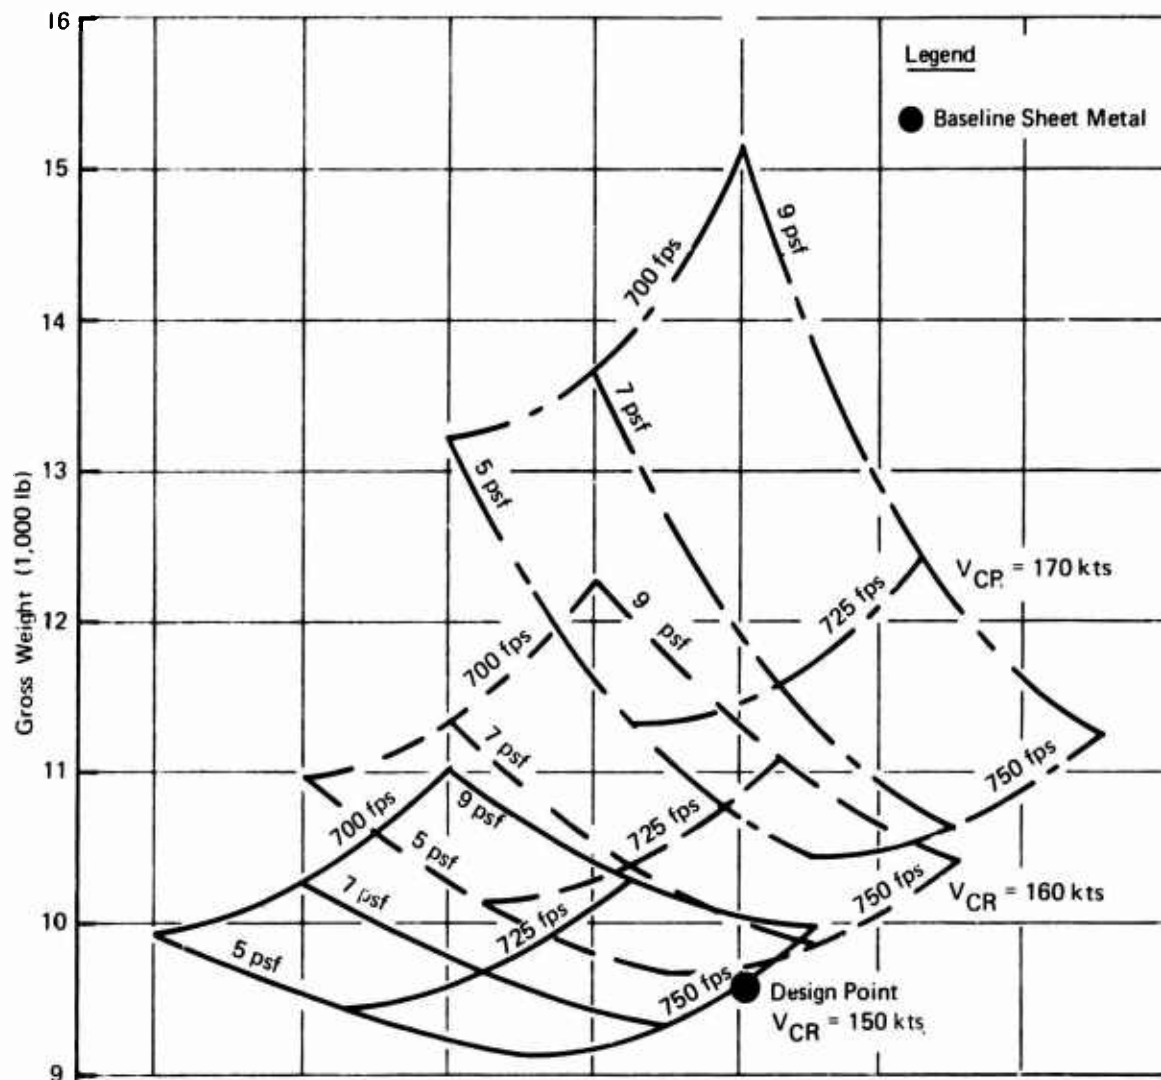 16
15
14
13
12
11
10
9
Gross Weight (1,000 lb)
Legend
Baseline Sheet Metal
9 psf
700 fps
7 psf
5 psf
V CR = 170 kts
725 fps
9 psf
700 fps
7 psf
750 fps
700 fps
9 psf
725 fps
5 psf
750 fps
V CR = 160 kts
7 psf
725 fps
5 psf
750 fps
Design Point
V CR = 150 kts